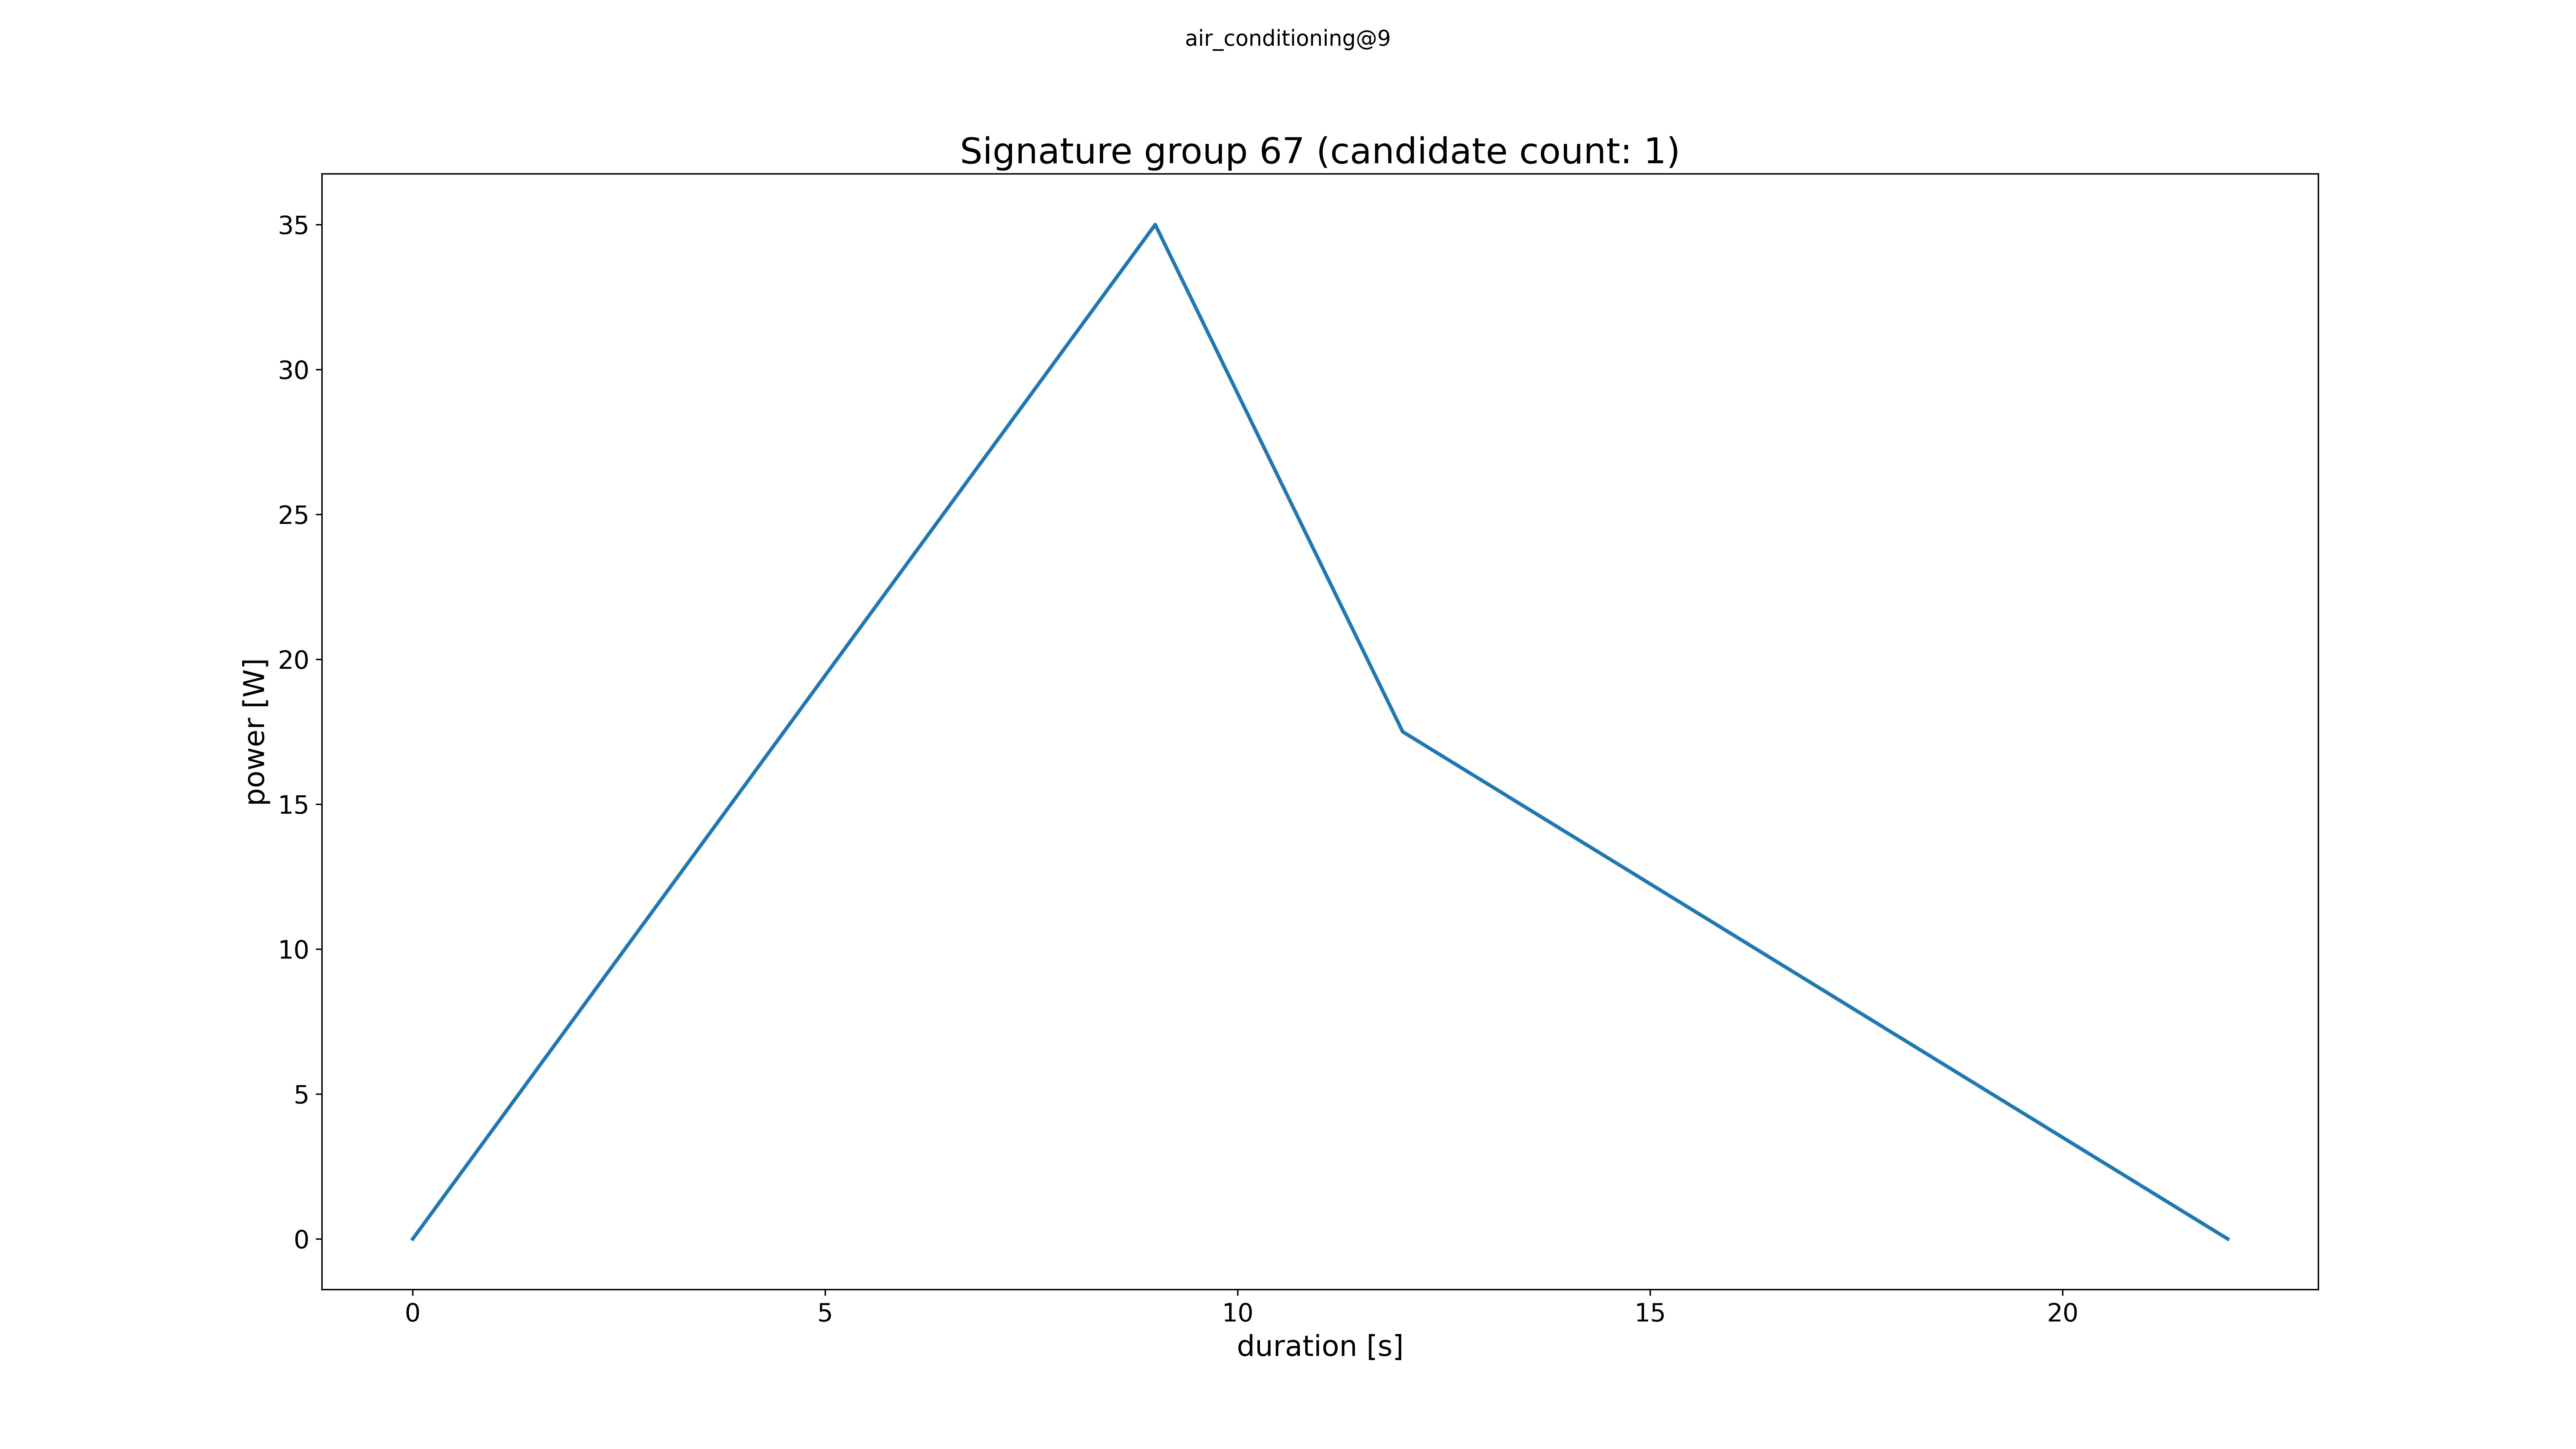 air_conditioning@9
Signature group 67 (candidate count: 1)
35
30
25
20
15
10
5
0
power [W]
0 5 10 15 20
duration [s]